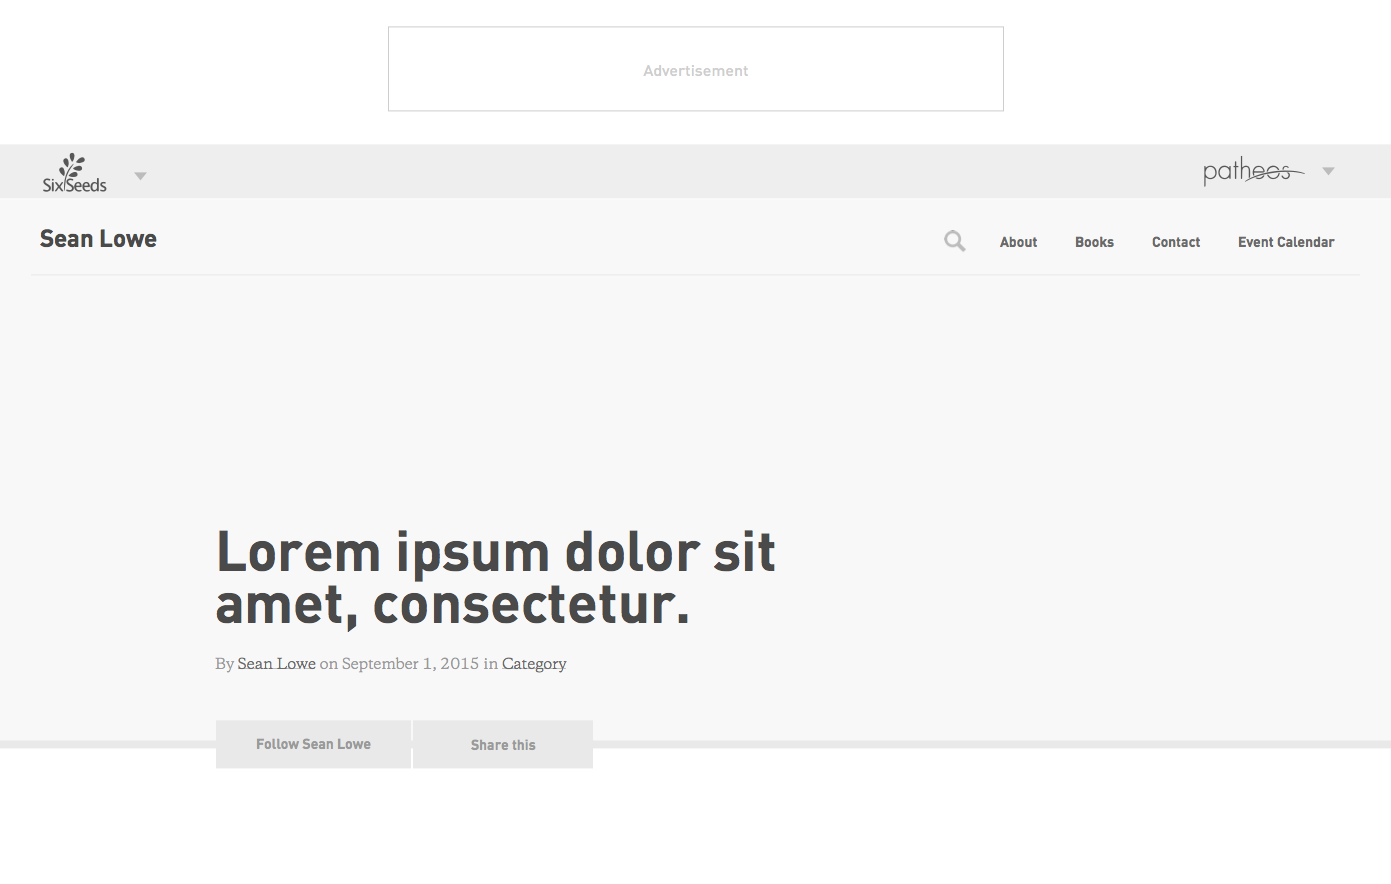 Advertisement
SixSeeds
patheos
Sean Lowe
About Books Contact Event Calendar
Lorem ipsum dolor sit
amet, consectetur.
By Sean Lowe on September 1, 2015 in Category
Follow Sean Lowe Share this